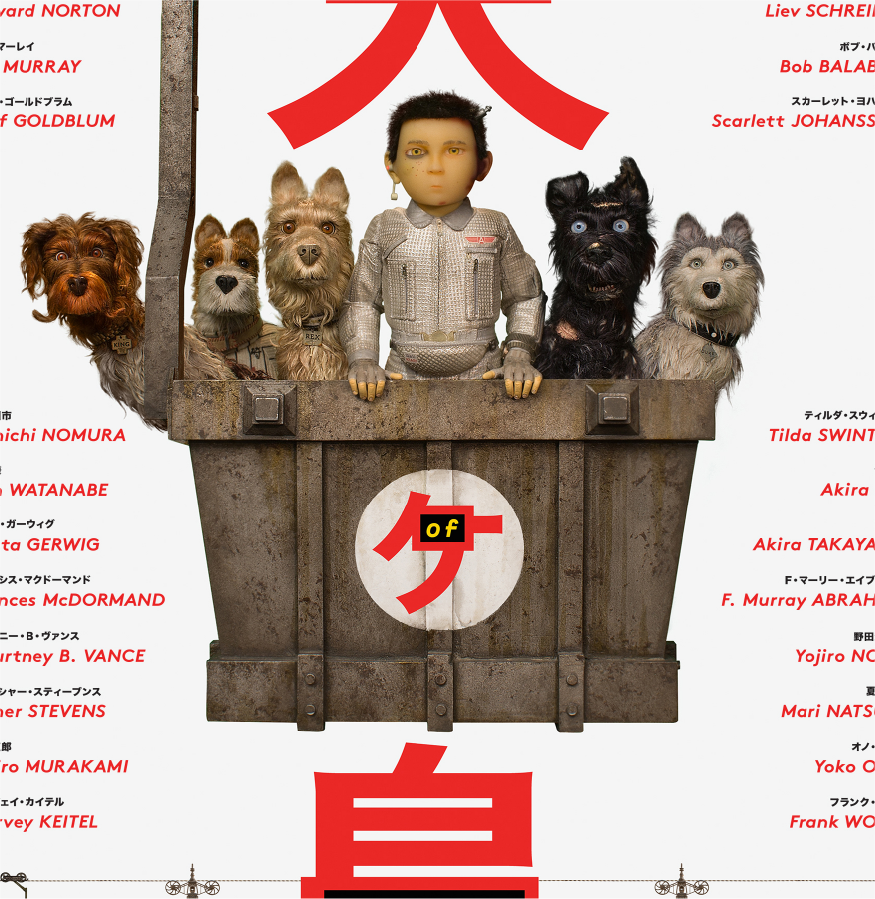 vard NORTON
マーレイ
MURRAY
・ゴールドブラム
f GOLDBLUM
Liev SCHREI
ボブ・バ
Bob BALAB
スカーレット・ヨハ
Scarlett JOHANSS
KING
REX
市
nichi NOMURA
WATANABE
・ガーウィグ
ta GERWIG
シス・マクドーマンド
nces McDORMAND
ニー・B・ヴァンス
urtney B. VANCE
シャー・スティーブンス
her STEVENS
郎
ro MURAKAMI
ェイ・カイテル
rvey KEITEL
ケ
of
島
ティルダ・スウィ
Tilda SWINT
Akira
Akira TAKAYA
F・マーリー・エイブ
F. Murray ABRAH
野田
Yojiro NO
夏
Mari NATS
オノ・
Yoko O
フランク・
Frank WO